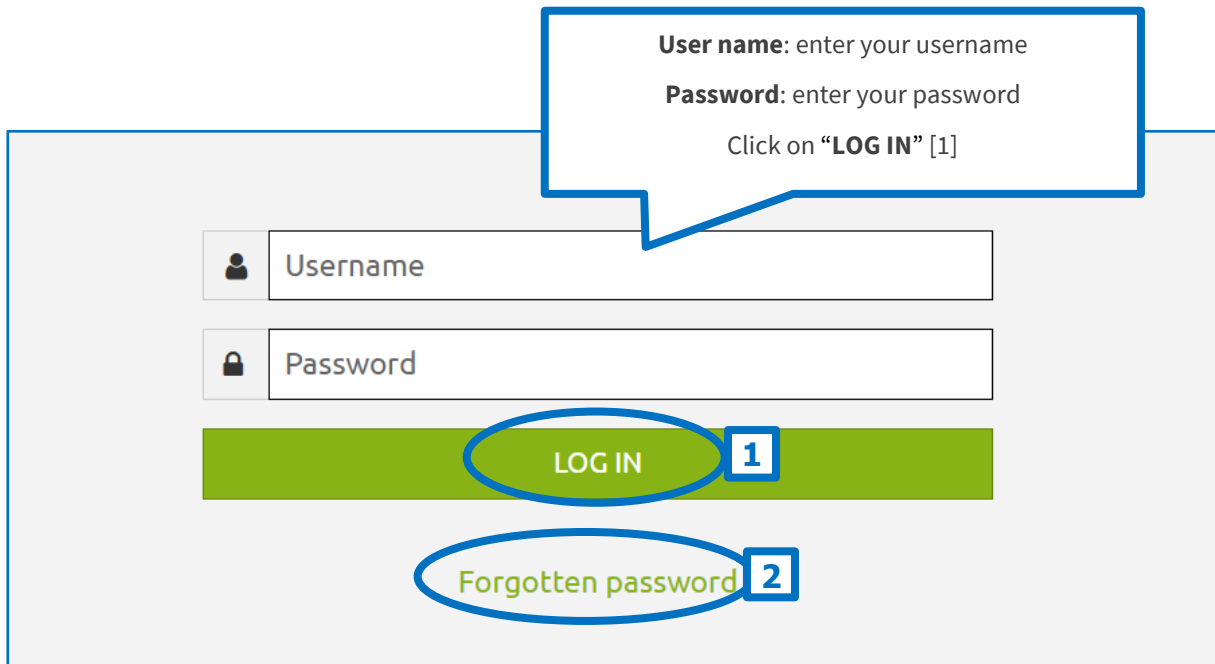 User name: enter your username
Password: enter your password
Click on “LOG IN” [1]
Username
Password
LOG IN 1
Forgotten password 2